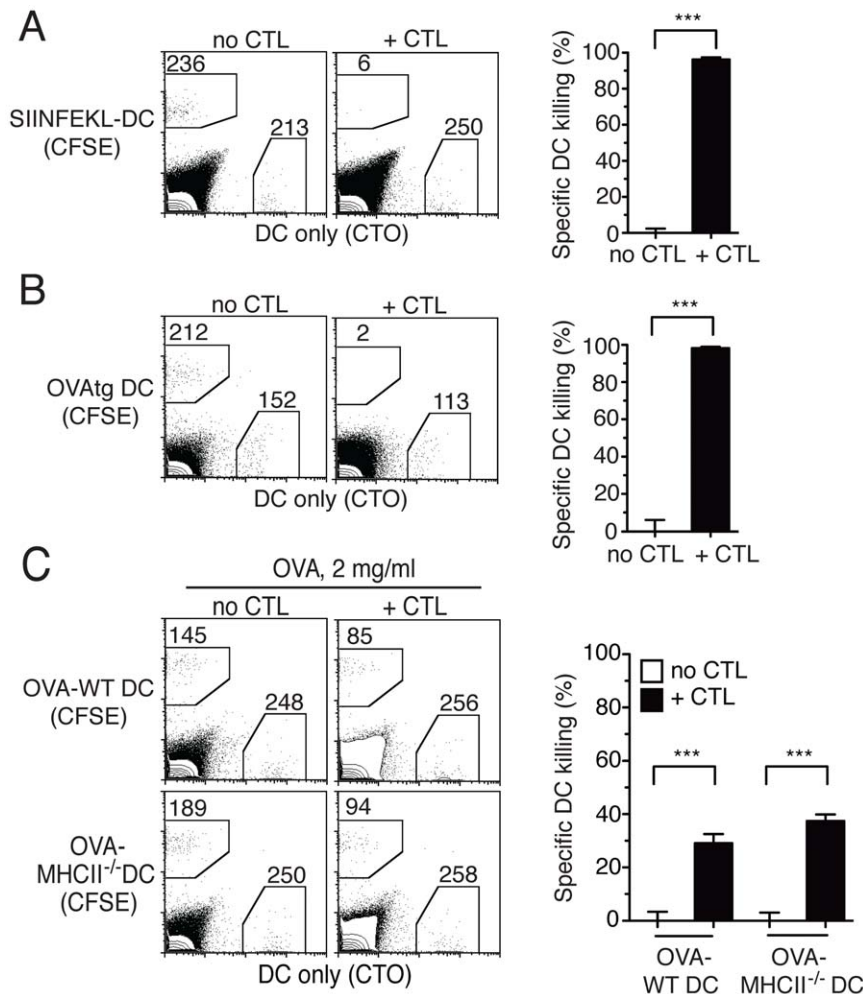 A
no CTL
+ CTL
236
6
213
250
SIINFEKL-DC
(CFSE)
DC only (CTO)
Specific DC killing (%)
100
80
60
40
20
0
***
no CTL + CTL
B
no CTL
+ CTL
212
2
152
113
OVAtg DC
(CFSE)
DC only (CTO)
Specific DC killing (%)
100
80
60
40
20
0
***
no CTL + CTL
C
OVA, 2 mg/ml
no CTL
+ CTL
145
85
248
256
OVA-WT DC
(CFSE)
189
94
250
258
OVA-
MHCII-/-DC
(CFSE)
DC only (CTO)
Specific DC killing (%)
100
80
60
40
20
0
no CTL
+ CTL
***
***
OVA-
WT DC
OVA-
MHCII-/- DC